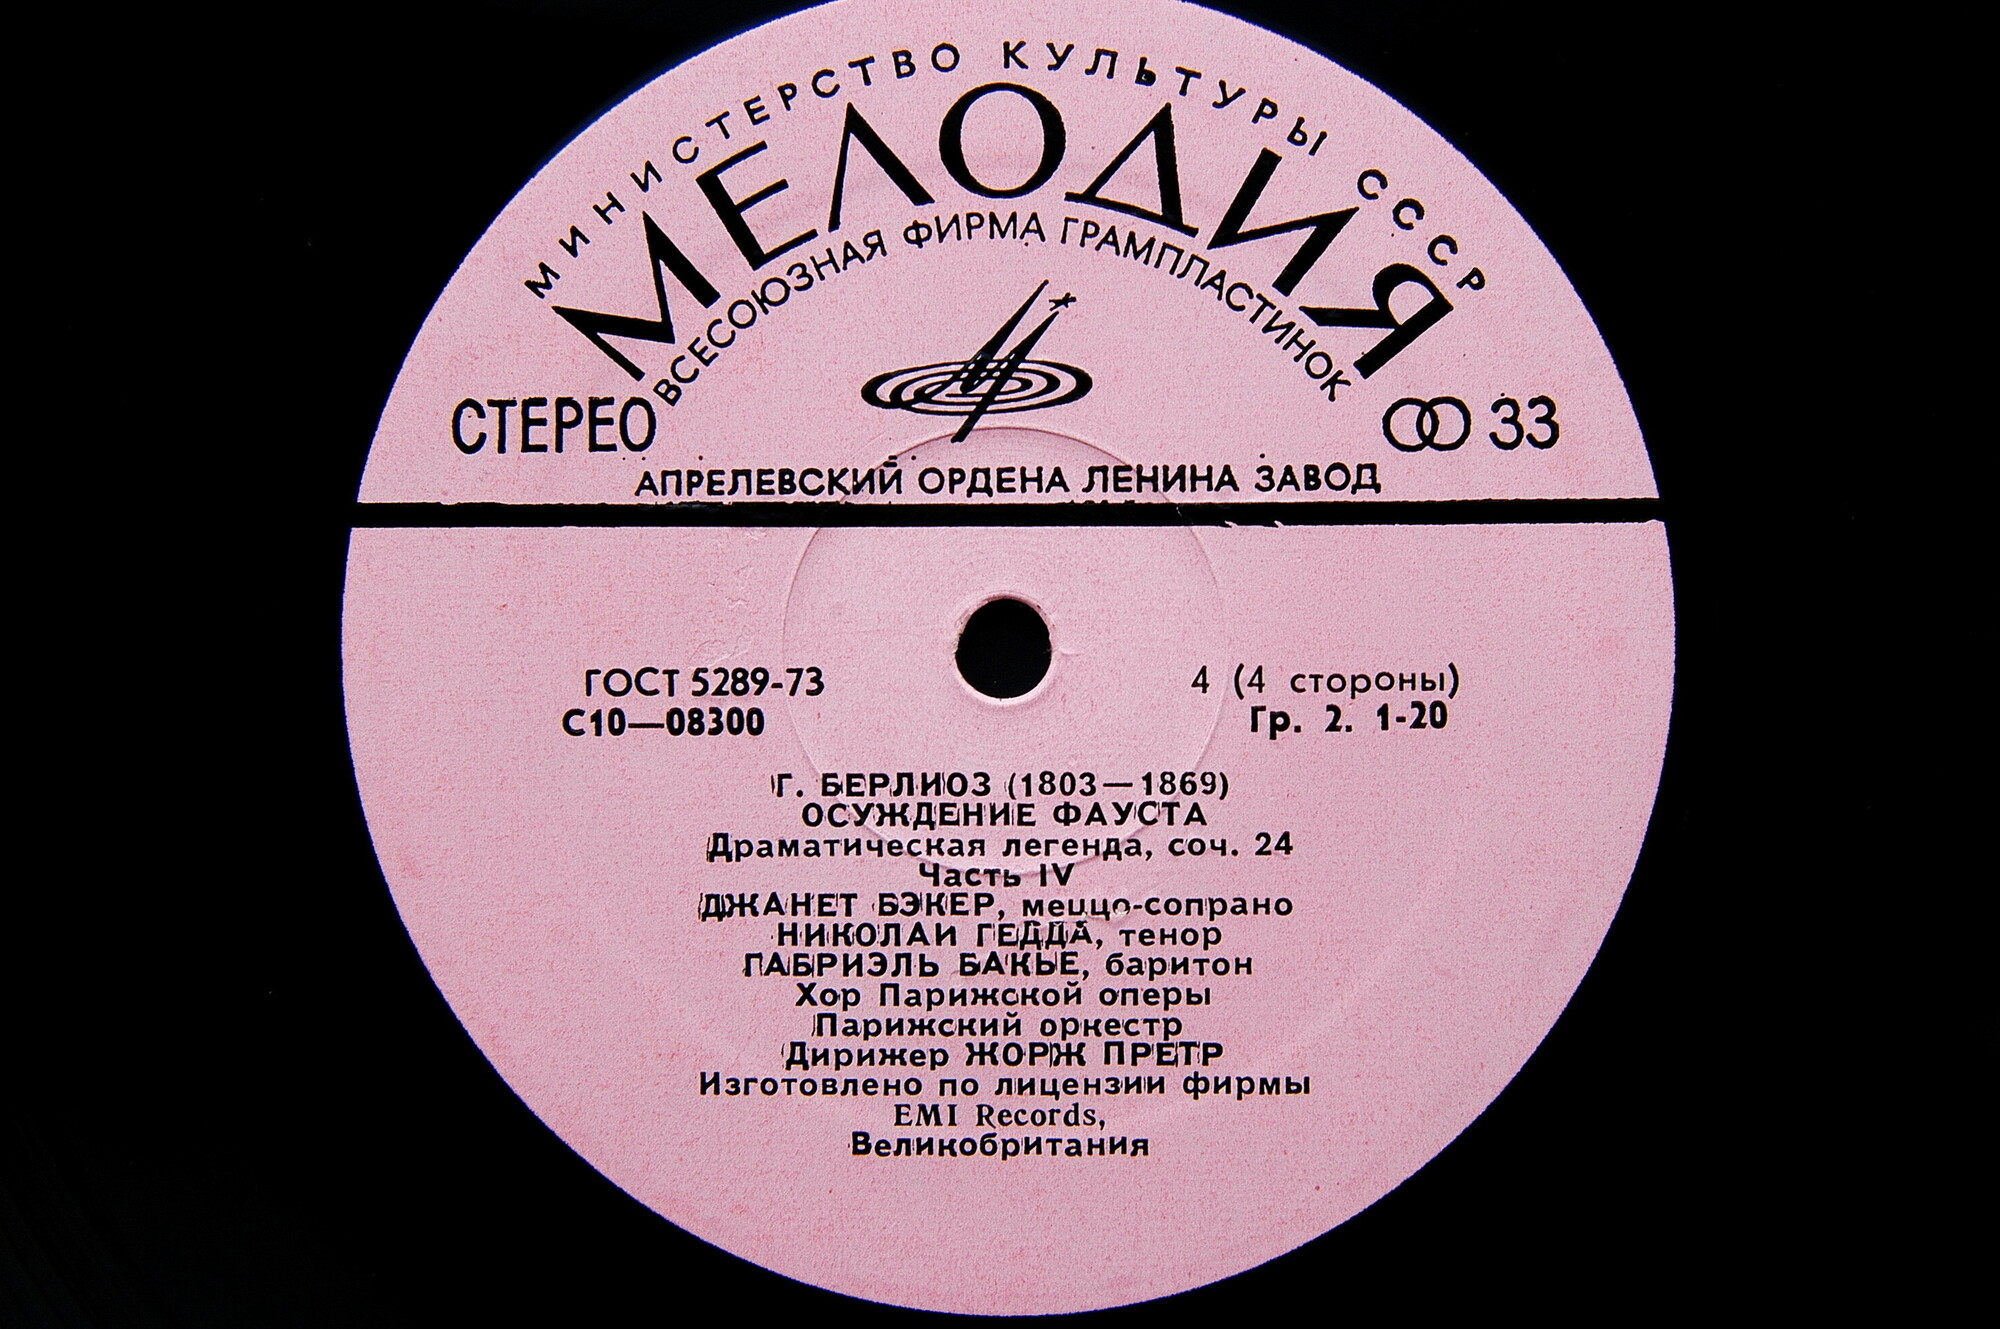 МИНИСТЕРСТВО КУЛЬТУРЫ СССР
МЕЛОДИЯ
ВСЕСОЮЗНАЯ ФИРМА ГРАМПЛАСТИНОК
СТЕРЕО
33
АПРЕЛЕВСКИЙ ОРДЕНА ЛЕНИНА ЗАВОД
ГОСТ 5289-73
С10—08300
4 (4 стороны)
Гр. 2. 1-20
Г. БЕРЛИОЗ (1803—1869)
ОСУЖДЕНИЕ ФАУСТА
Драматическая легенда, соч. 24
Часть IV
ДЖАНЕТ БЭКЕР, меццо-сопрано
НИКОЛАИ ГЕДДА, тенор
ГАБРИЭЛЬ БАКЬЕ, баритон
Хор Парижской оперы
Парижский оркестр
Дирижер ЖОРЖ ПРЕТР
Изготовлено по лицензии фирмы
EMI Records,
Великобритания